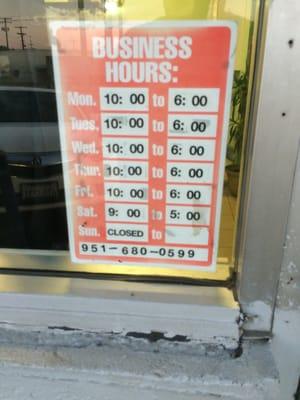 BUSINESS
HOURS:
Mon. 10: 00 to 6: 00
Tues. 10: 00 to 6: 00
Wed. 10: 00 to 6: 00
Thur. 10: 00 to 6: 00
Fri. 10: 00 to 6: 00
Sat. 9: 00 to 5: 00
Sun. CLOSED to
951-680-0599